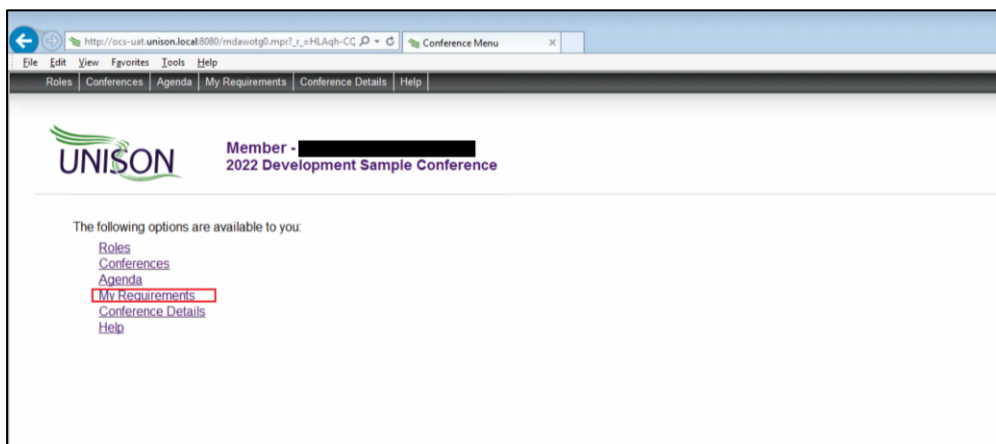 http://ocs-uat.unison.local:8080/mdawotg0.mpr?_r_=HLAqh-CC
Conference Menu
File Edit View Favorites Tools Help
Roles Conferences Agenda My Requirements Conference Details Help
UNISON
Member -
2022 Development Sample Conference
The following options are available to you:
Roles
Conferences
Agenda
My Requirements
Conference Details
Help